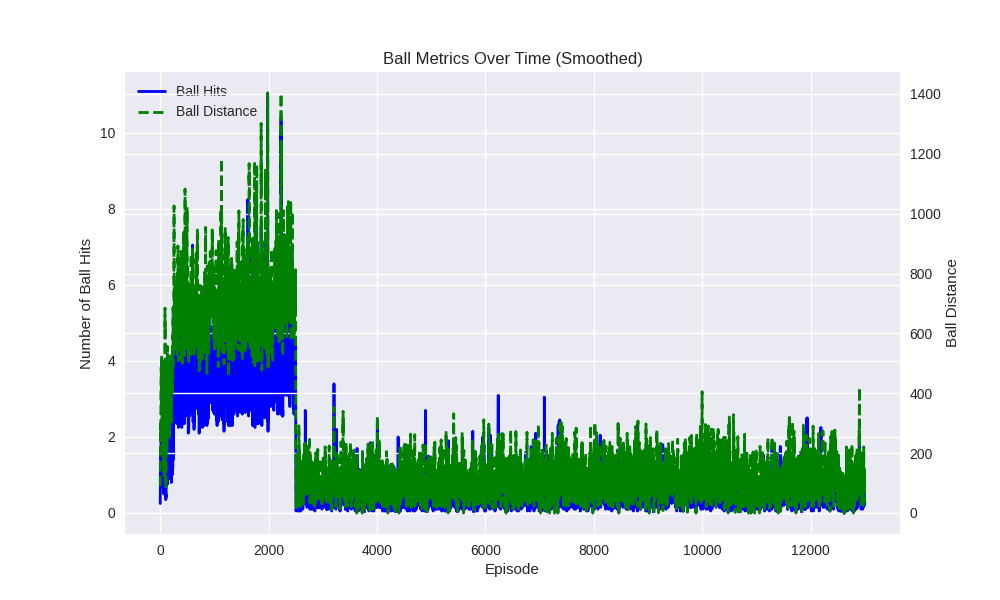 Ball Metrics Over Time (Smoothed)
Ball Hits
Ball Distance
Number of Ball Hits
10
8
6
4
2
0
1400
1200
1000
800
600
400
200
0
Ball Distance
0 2000 4000 6000 8000 10000 12000
Episode